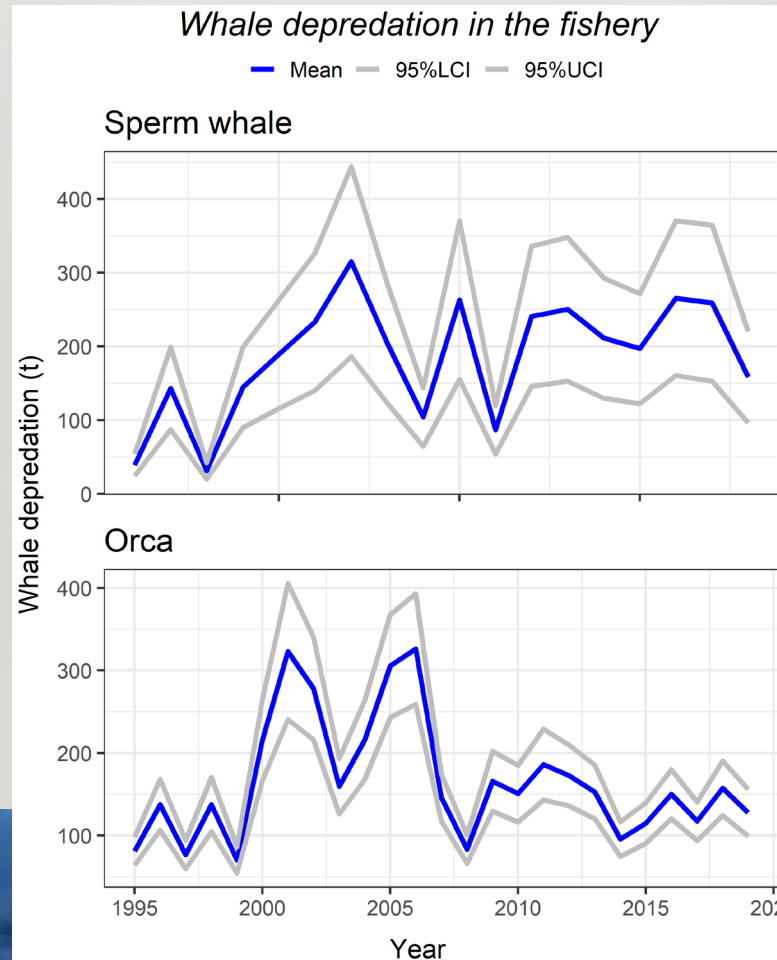 Whale depredation in the fishery
Mean 95%LCI 95%UCI
Sperm whale
400
300
200
100
0
Whale depredation (t)
Orca
400
300
200
100
1995 2000 2005 2010 2015
Year